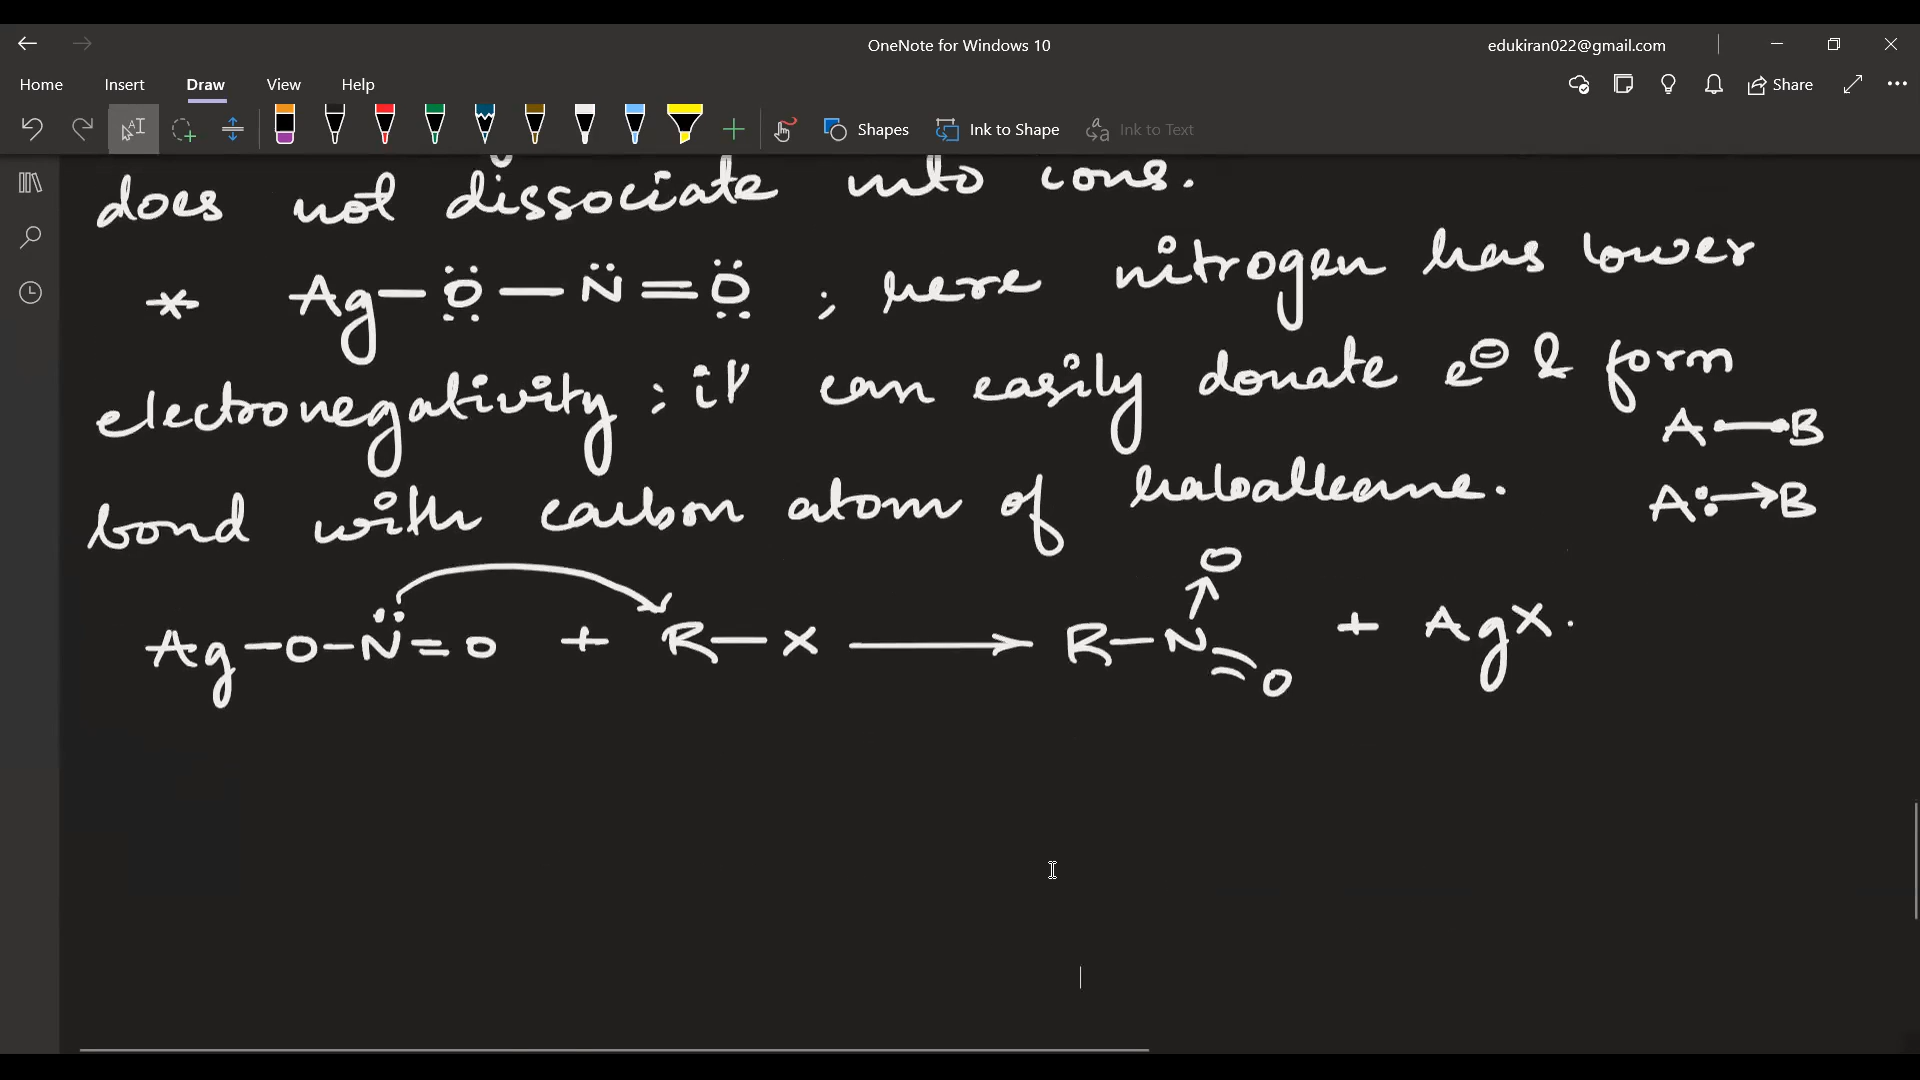 OneNote for Windows 10
edukiran022@gmail.com
Home Insert Draw View Help
Share
Shapes Ink to Shape Ink to Text
does not dissociate into ions.
* Ag-Ö-N̈=Ö ; here nitrogen has lower
electronegativity ; it can easily donate e⊖ & form
A—B
bond with carbon atom of haloalkane.
A:→B
O
Ag-O-N̈=O + R-X ⟶ R-N↑=O + AgX.